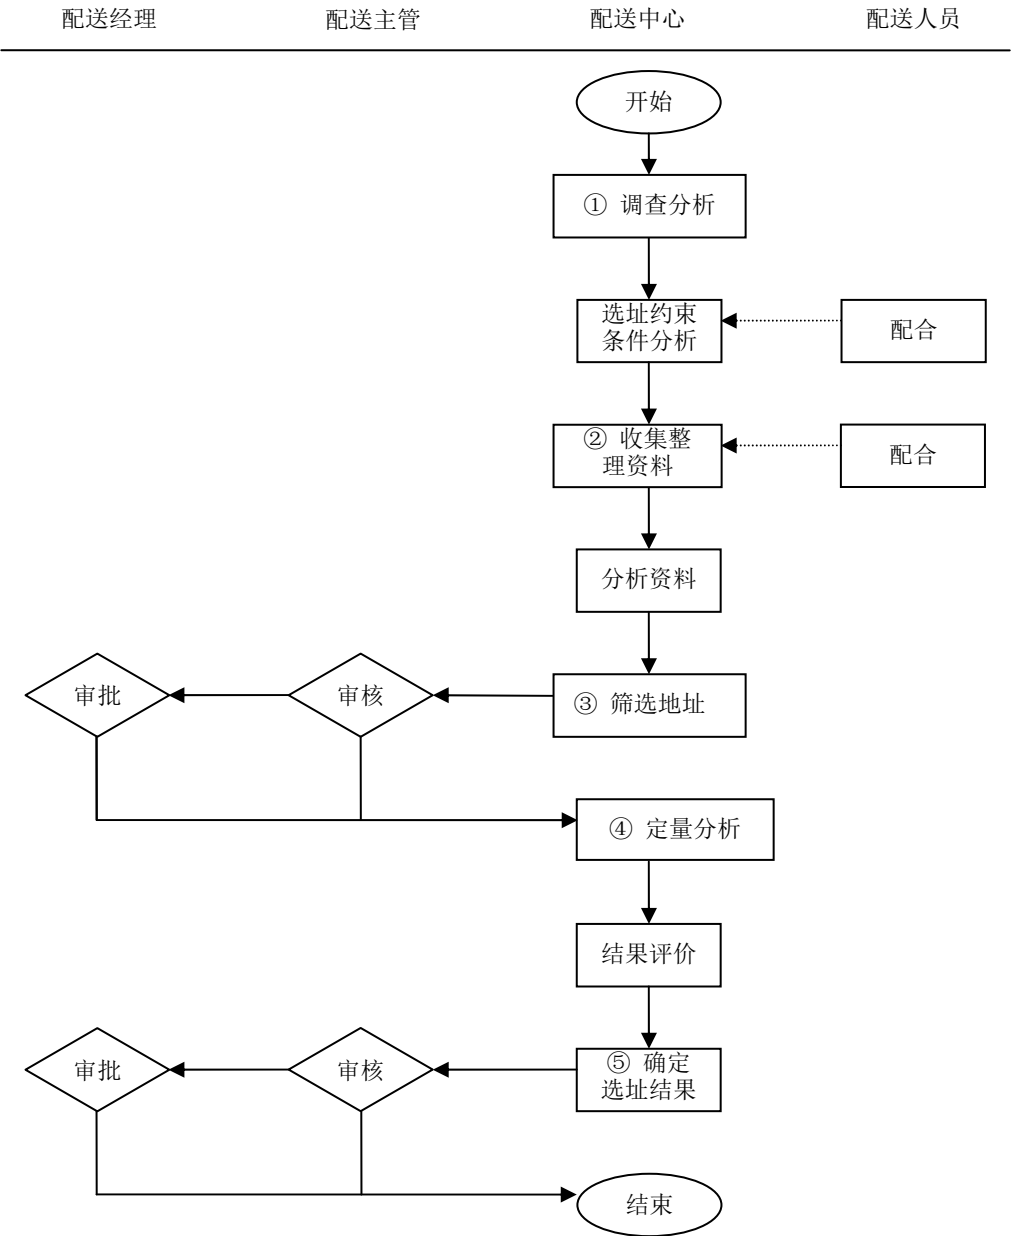 配送经理
配送主管
配送中心
配送人员
开始
① 调查分析
选址约束
条件分析
配合
② 收集整
理资料
配合
分析资料
审批
审核
③ 筛选地址
④ 定量分析
结果评价
审批
审核
⑤ 确定
选址结果
结束